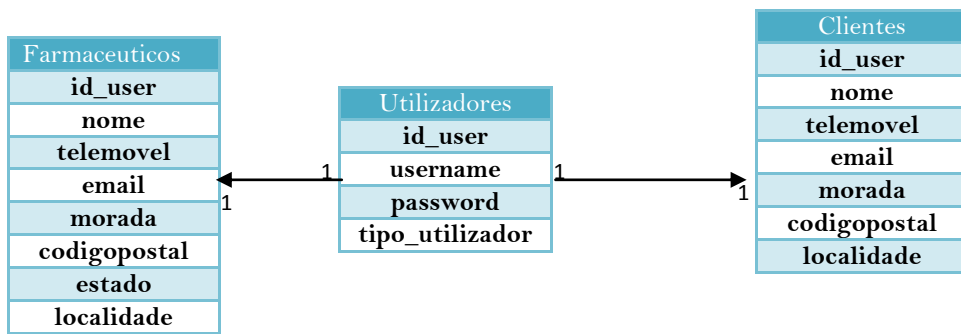 Farmaceuticos
id_user
nome
telemovel
email
morada
codigopostal
estado
localidade
1
1
Utilizadores
id_user
username
password
tipo_utilizador
1
1
Clientes
id_user
nome
telemovel
email
morada
codigopostal
localidade